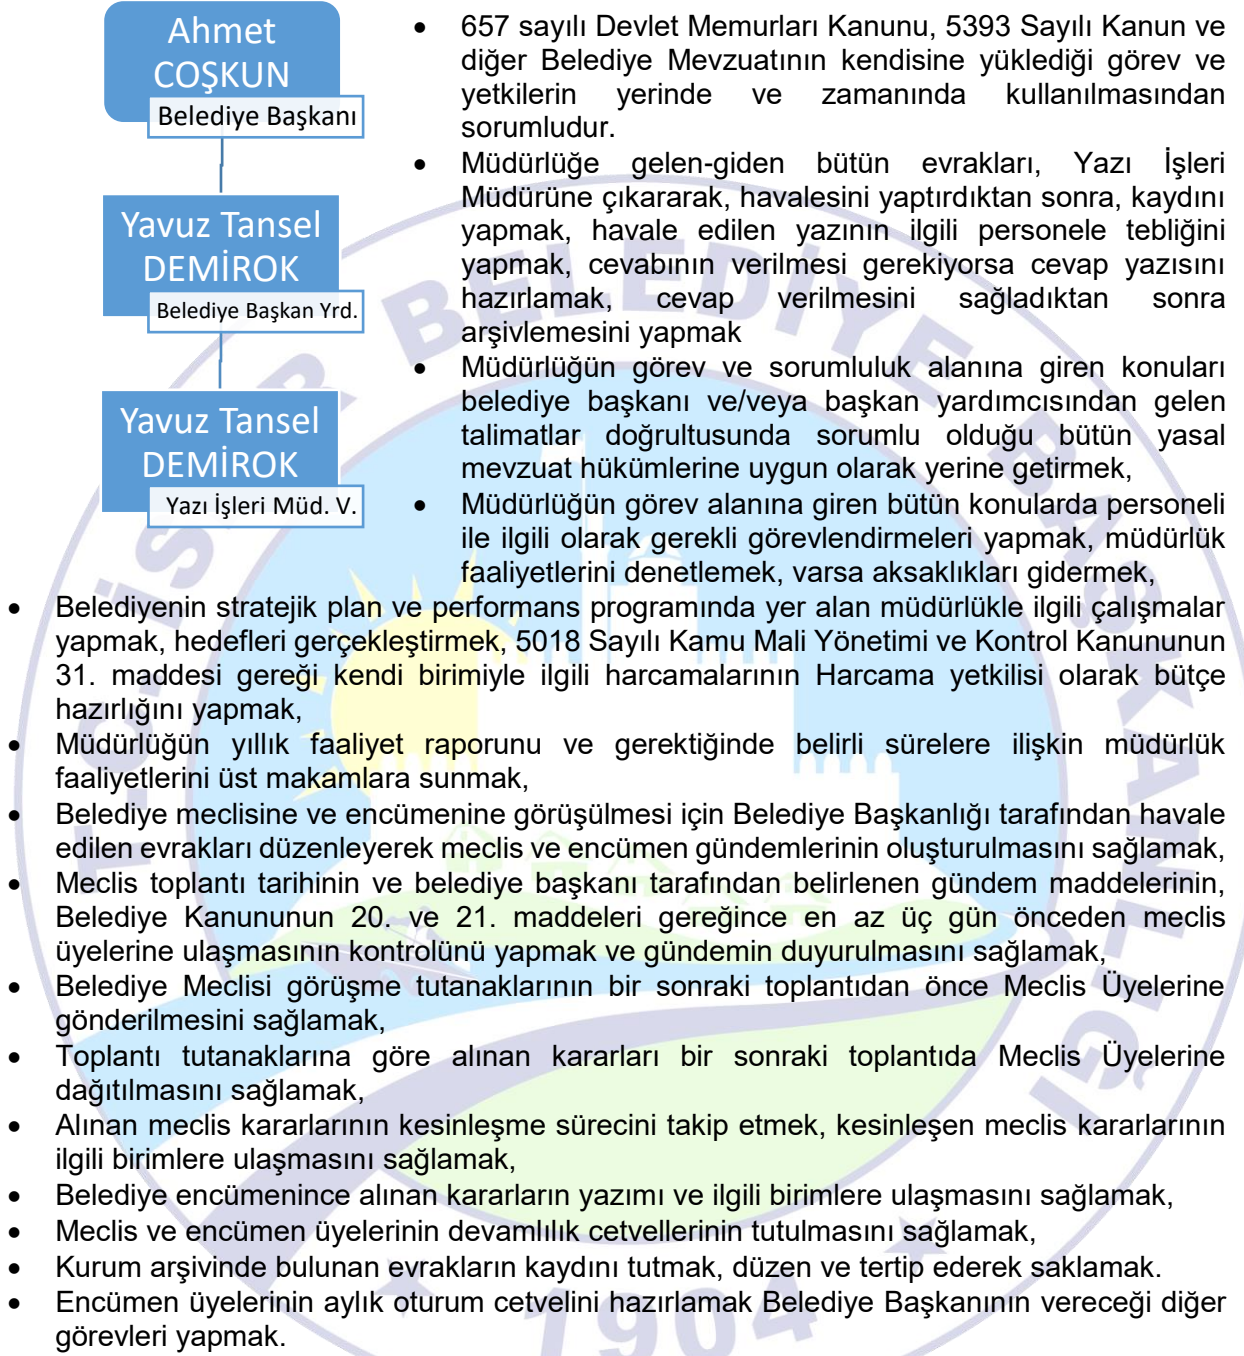 Ahmet
COŞKUN
Belediye Başkanı
Yavuz Tansel
DEMİROK
Belediye Başkan Yrd.
Yavuz Tansel
DEMİROK
Yazı İşleri Müd. V.
• 657 sayılı Devlet Memurları Kanunu, 5393 Sayılı Kanun ve
diğer Belediye Mevzuatının kendisine yüklediği görev ve
yetkilerin yerinde ve zamanında kullanılmasından
sorumludur.
• Müdürlüğe gelen-giden bütün evrakları, Yazı İşleri
Müdürüne çıkararak, havalesini yaptırdıktan sonra, kaydını
yapmak, havale edilen yazının ilgili personele tebliğini
yapmak, cevabının verilmesi gerekiyorsa cevap yazısını
hazırlamak, cevap verilmesini sağladıktan sonra
arşivlemesini yapmak
• Müdürlüğün görev ve sorumluluk alanına giren konuları
belediye başkanı ve/veya başkan yardımcısından gelen
talimatlar doğrultusunda sorumlu olduğu bütün yasal
mevzuat hükümlerine uygun olarak yerine getirmek,
• Müdürlüğün görev alanına giren bütün konularda personeli
ile ilgili olarak gerekli görevlendirmeleri yapmak, müdürlük
faaliyetlerini denetlemek, varsa aksaklıkları gidermek,
• Belediyenin stratejik plan ve performans programında yer alan müdürlükle ilgili çalışmalar
yapmak, hedefleri gerçekleştirmek, 5018 Sayılı Kamu Mali Yönetimi ve Kontrol Kanununun
31. maddesi gereği kendi birimiyle ilgili harcamalarının Harcama yetkilisi olarak bütçe
hazırlığını yapmak,
• Müdürlüğün yıllık faaliyet raporunu ve gerektiğinde belirli sürelere ilişkin müdürlük
faaliyetlerini üst makamlara sunmak,
• Belediye meclisine ve encümenine görüşülmesi için Belediye Başkanlığı tarafından havale
edilen evrakları düzenleyerek meclis ve encümen gündemlerinin oluşturulmasını sağlamak,
• Meclis toplantı tarihinin ve belediye başkanı tarafından belirlenen gündem maddelerinin,
Belediye Kanununun 20. ve 21. maddeleri gereğince en az üç gün önceden meclis
üyelerine ulaşmasının kontrolünü yapmak ve gündemin duyurulmasını sağlamak,
• Belediye Meclisi görüşme tutanaklarının bir sonraki toplantıdan önce Meclis Üyelerine
gönderilmesini sağlamak,
• Toplantı tutanaklarına göre alınan kararları bir sonraki toplantıda Meclis Üyelerine
dağıtılmasını sağlamak,
• Alınan meclis kararlarının kesinleşme sürecini takip etmek, kesinleşen meclis kararlarının
ilgili birimlere ulaşmasını sağlamak,
• Belediye encümenince alınan kararların yazımı ve ilgili birimlere ulaşmasını sağlamak,
• Meclis ve encümen üyelerinin devamlılık cetvellerinin tutulmasını sağlamak,
• Kurum arşivinde bulunan evrakların kaydını tutmak, düzen ve tertip ederek saklamak.
• Encümen üyelerinin aylık oturum cetvelini hazırlamak Belediye Başkanının vereceği diğer
görevleri yapmak.
BELEDİYE BAŞKANLIĞI
1904